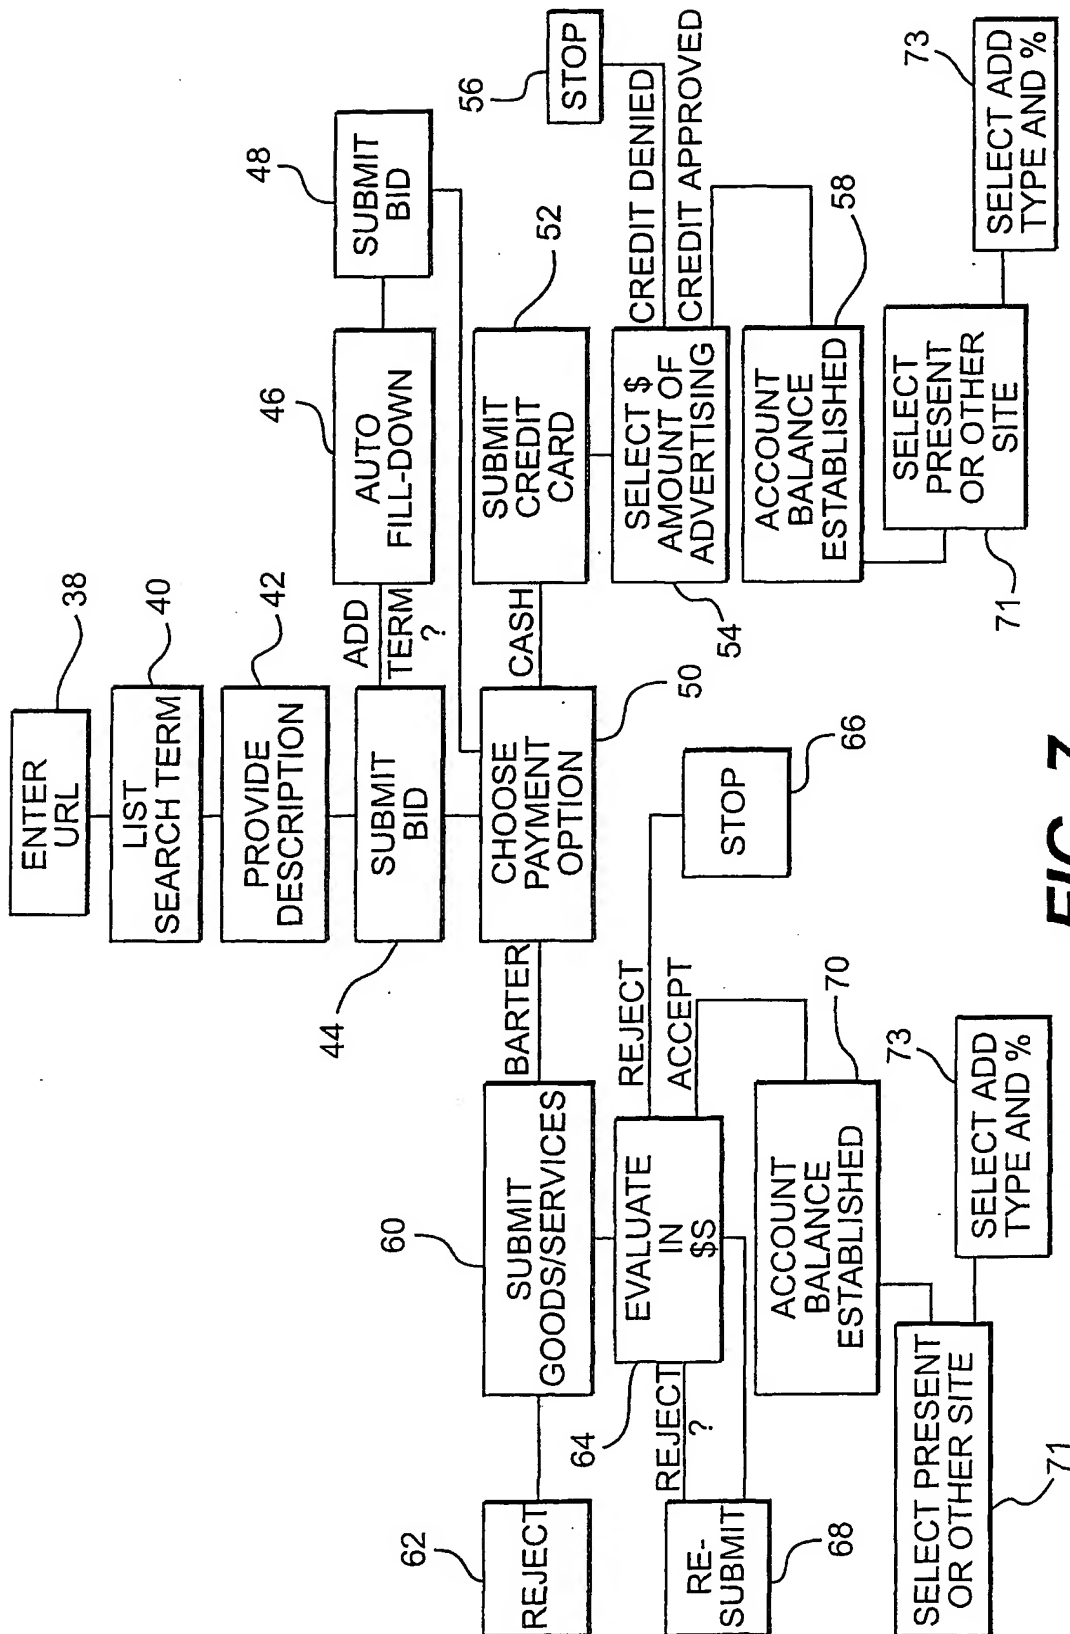 ENTER
URL
38
LIST
SEARCH TERM
40
PROVIDE
DESCRIPTION
42
SUBMIT
BID
44
ADD
TERM
?
AUTO
FILL-DOWN
46
SUBMIT
BID
48
CHOOSE
PAYMENT
OPTION
50
CASH
SUBMIT
CREDIT
CARD
52
SELECT $
AMOUNT OF
ADVERTISING
54
CREDIT DENIED
STOP
56
CREDIT APPROVED
ACCOUNT
BALANCE
ESTABLISHED
58
SELECT
PRESENT
OR OTHER
SITE
71
SELECT ADD
TYPE AND %
73
BARTER
SUBMIT
GOODS/SERVICES
60
REJECT
62
EVALUATE
IN
$S
64
REJECT
STOP
66
REJECT
?
RE-
SUBMIT
68
ACCEPT
ACCOUNT
BALANCE
ESTABLISHED
70
SELECT PRESENT
OR OTHER SITE
71
SELECT ADD
TYPE AND %
73